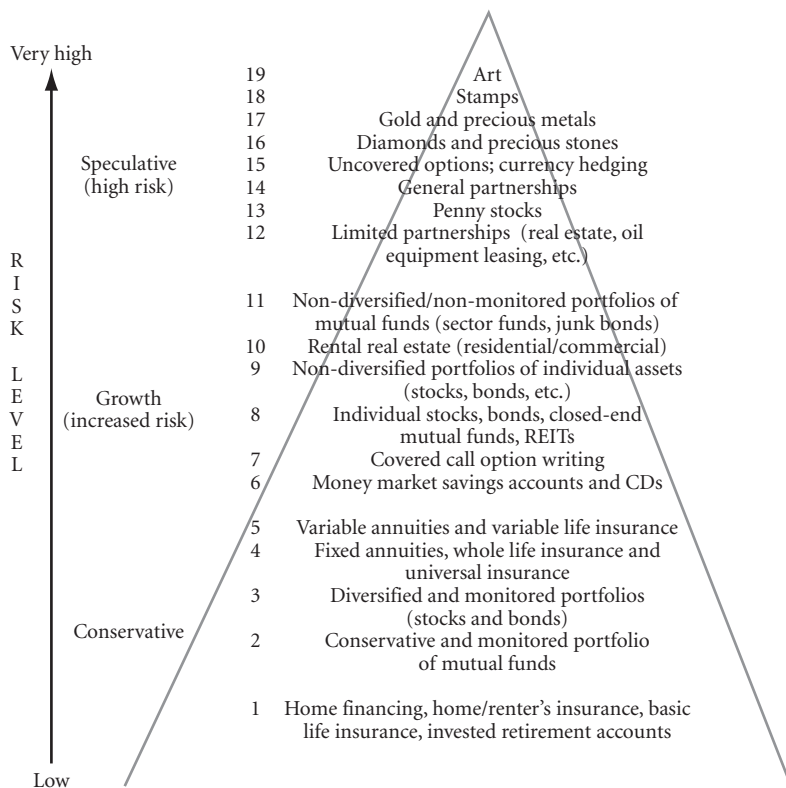 Very high
19 Art
18 Stamps
17 Gold and precious metals
16 Diamonds and precious stones
Speculative
(high risk)
15 Uncovered options; currency hedging
14 General partnerships
13 Penny stocks
12 Limited partnerships (real estate, oil
equipment leasing, etc.)
RISK LEVEL
11 Non-diversified/non-monitored portfolios of
mutual funds (sector funds, junk bonds)
10 Rental real estate (residential/commercial)
9 Non-diversified portfolios of individual assets
(stocks, bonds, etc.)
Growth
(increased risk)
8 Individual stocks, bonds, closed-end
mutual funds, REITs
7 Covered call option writing
6 Money market savings accounts and CDs
5 Variable annuities and variable life insurance
4 Fixed annuities, whole life insurance and
universal insurance
3 Diversified and monitored portfolios
(stocks and bonds)
Conservative
2 Conservative and monitored portfolio
of mutual funds
1 Home financing, home/renter's insurance, basic
life insurance, invested retirement accounts
Low